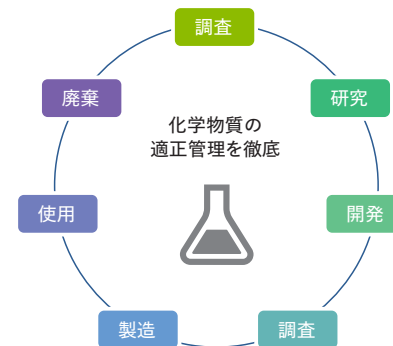 調査
廃棄
研究
化学物質の
適正管理を徹底
使用
開発
製造
調査